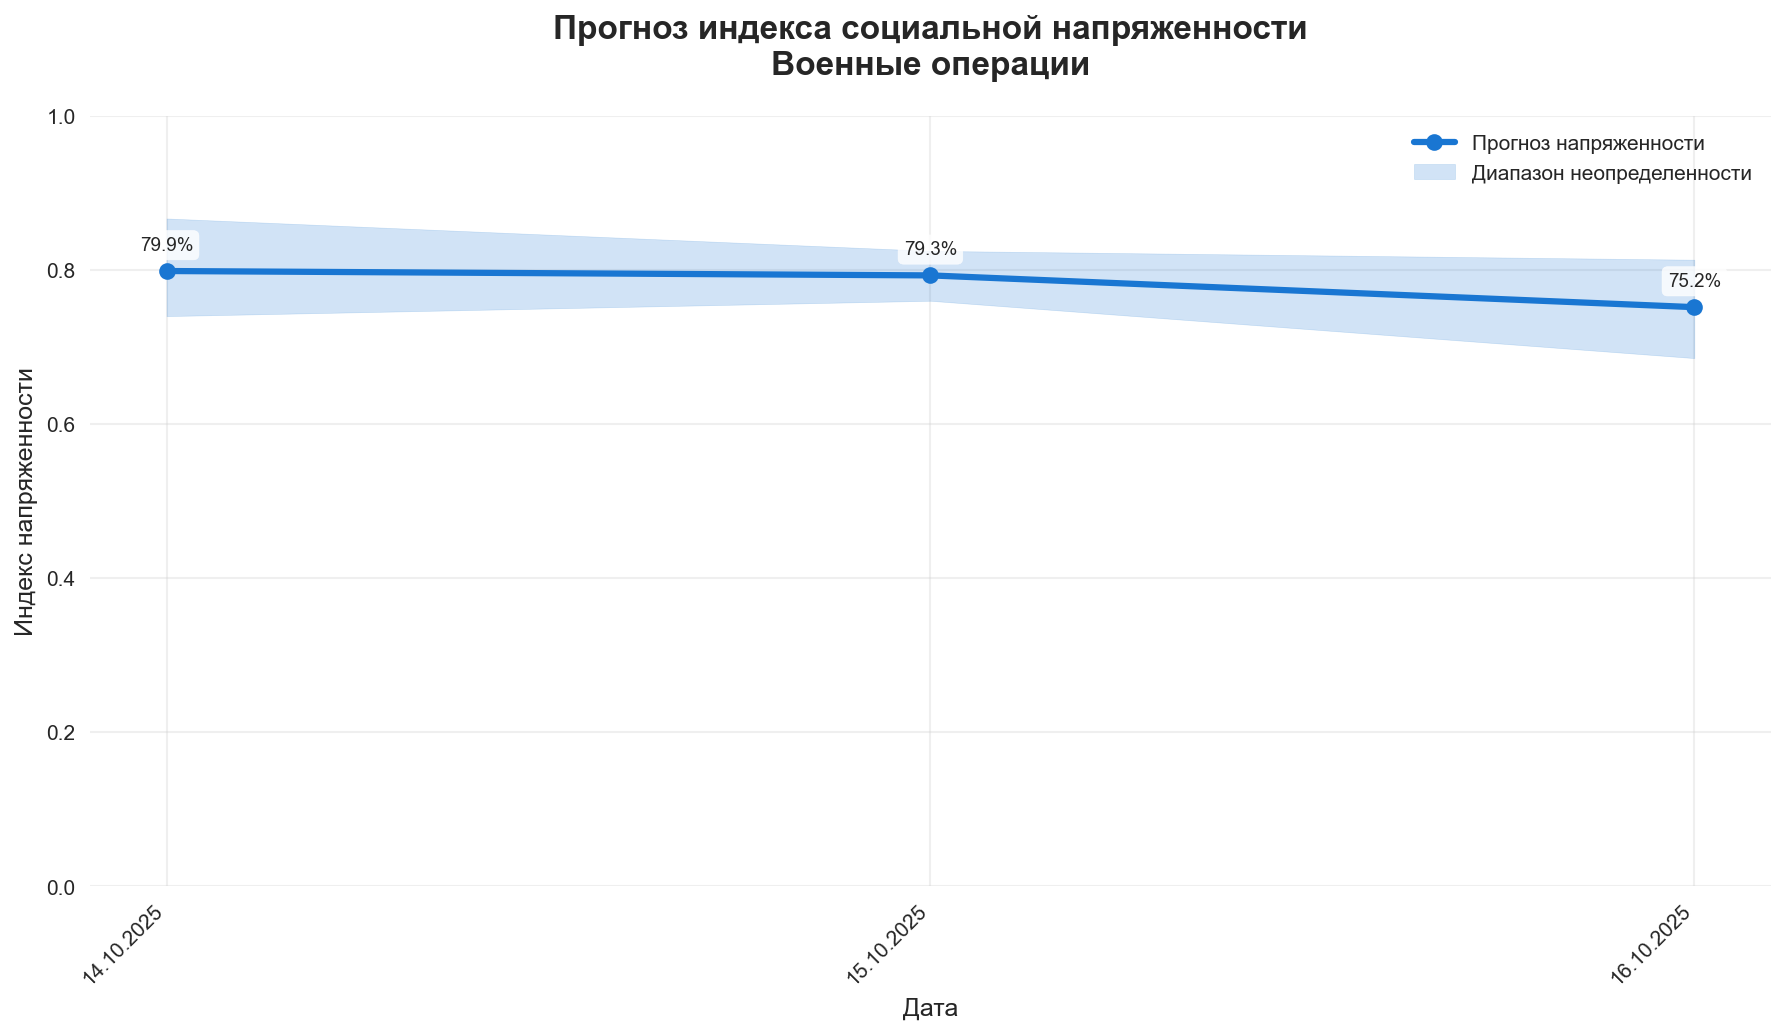 Прогноз индекса социальной напряженности
Военные операции
1.0
0.8
0.6
0.4
0.2
0.0
Индекс напряженности
Прогноз напряженности
Диапазон неопределенности
79.9%
79.3%
75.2%
14.10.2025
15.10.2025
16.10.2025
Дата